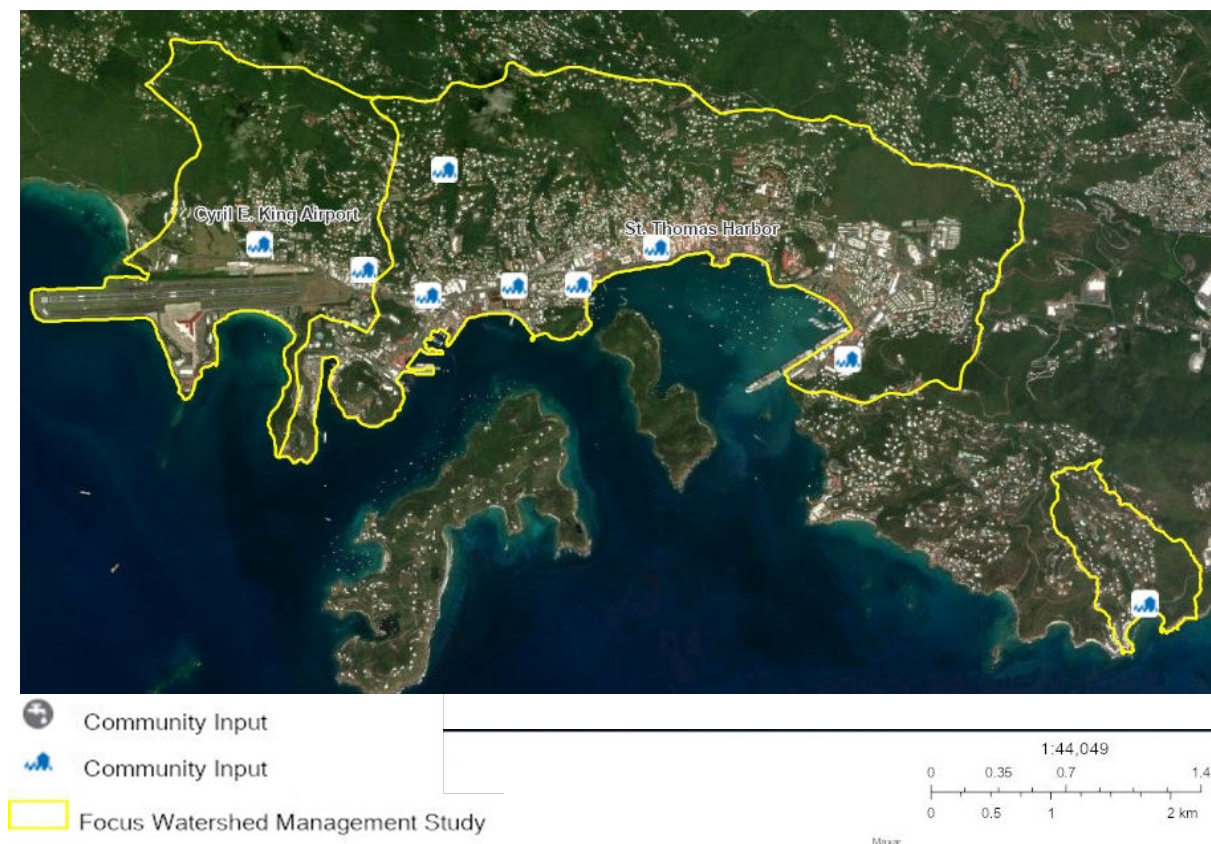 Cyril E. King Airport
St. Thomas Harbor
Community Input
Community Input
Focus Watershed Management Study
1:44,049
0 0.35 0.7 1.4
0 0.5 1 2 km
Maxar